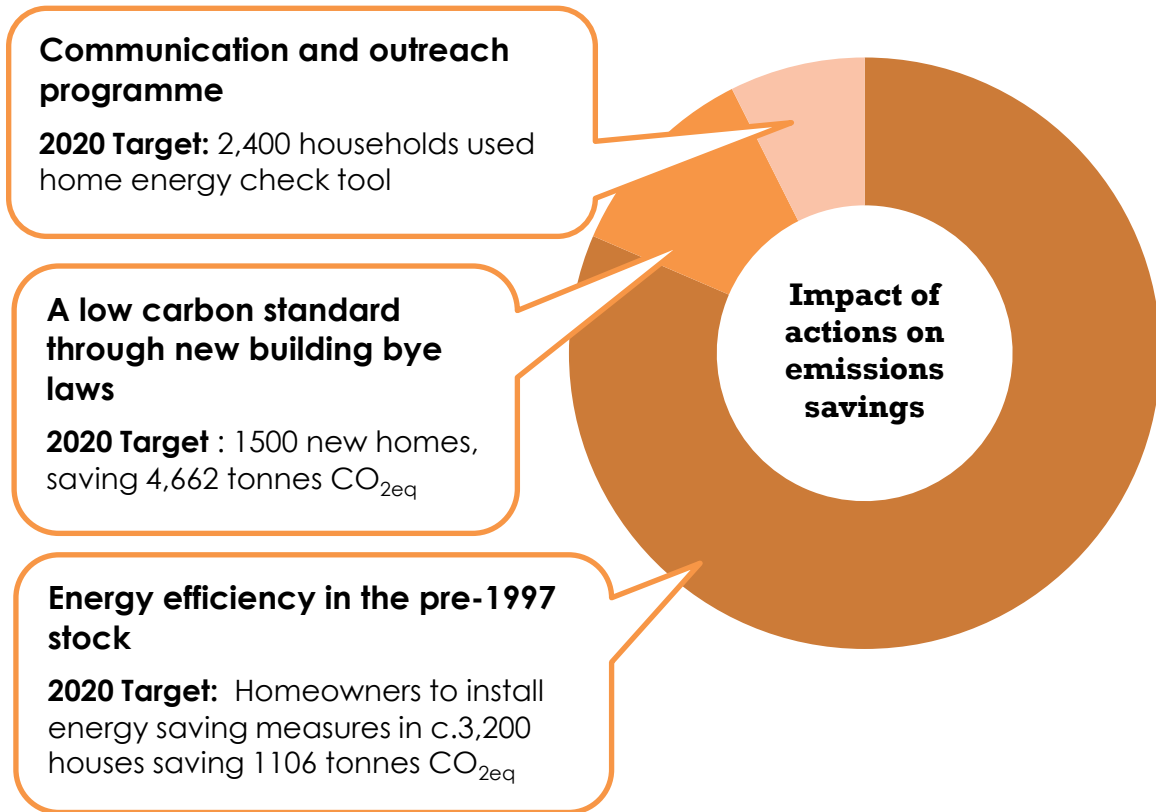 Communication and outreach
programme
2020 Target: 2,400 households used
home energy check tool
A low carbon standard
through new building bye
laws
2020 Target : 1500 new homes,
saving 4,662 tonnes CO2eq
Energy efficiency in the pre-1997
stock
2020 Target: Homeowners to install
energy saving measures in c.3,200
houses saving 1106 tonnes CO2eq
Impact of
actions on
emissions
savings